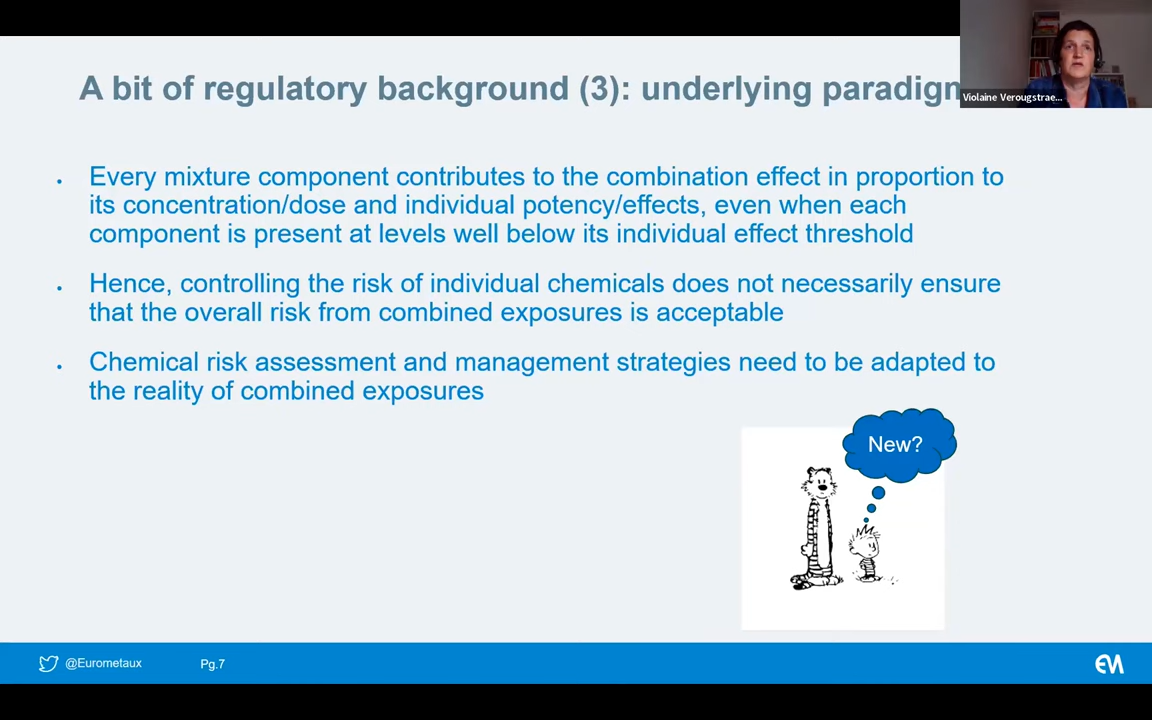 A bit of regulatory background (3): underlying paradigm
Violaine Verougstrae...
• Every mixture component contributes to the combination effect in proportion to
its concentration/dose and individual potency/effects, even when each
component is present at levels well below its individual effect threshold
• Hence, controlling the risk of individual chemicals does not necessarily ensure
that the overall risk from combined exposures is acceptable
• Chemical risk assessment and management strategies need to be adapted to
the reality of combined exposures
New?
@Eurometaux
Pg.7
EM